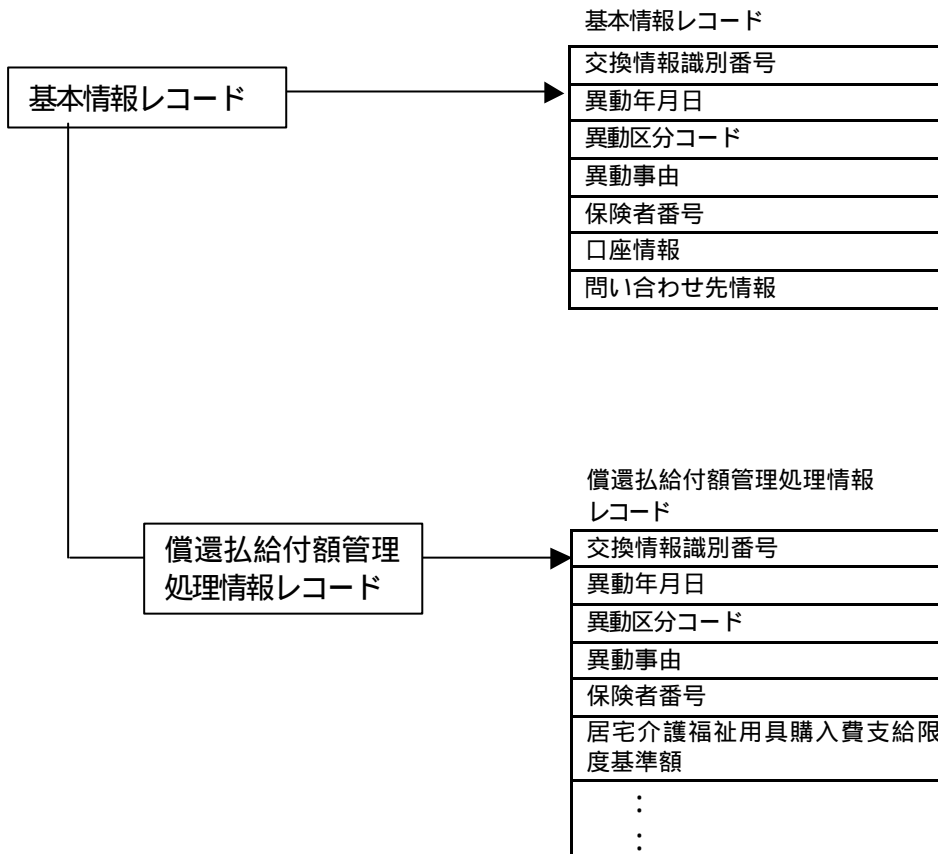 基本情報レコード
基本情報レコード
交換情報識別番号
異動年月日
異動区分コード
異動事由
保険者番号
口座情報
問い合わせ先情報
償還払給付額管理
処理情報レコード
償還払給付額管理処理情報
レコード
交換情報識別番号
異動年月日
異動区分コード
異動事由
保険者番号
居宅介護福祉用具購入費支給限
度基準額
：
：